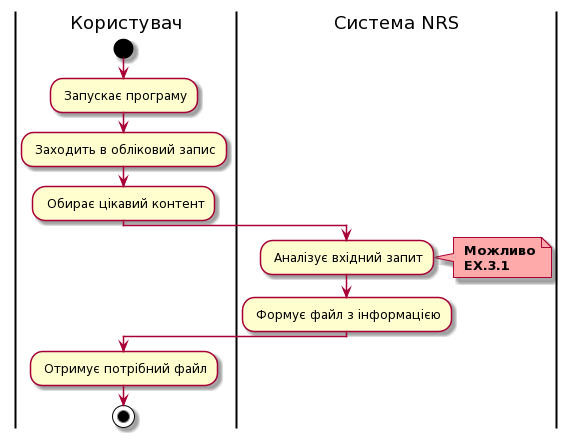 Користувач
Система NRS
Запускає програму
Заходить в обліковий запис
Обирає цікавий контент
Аналізує вхідний запит
Можливо
EX.3.1
Формує файл з інформацією
Отримує потрібний файл